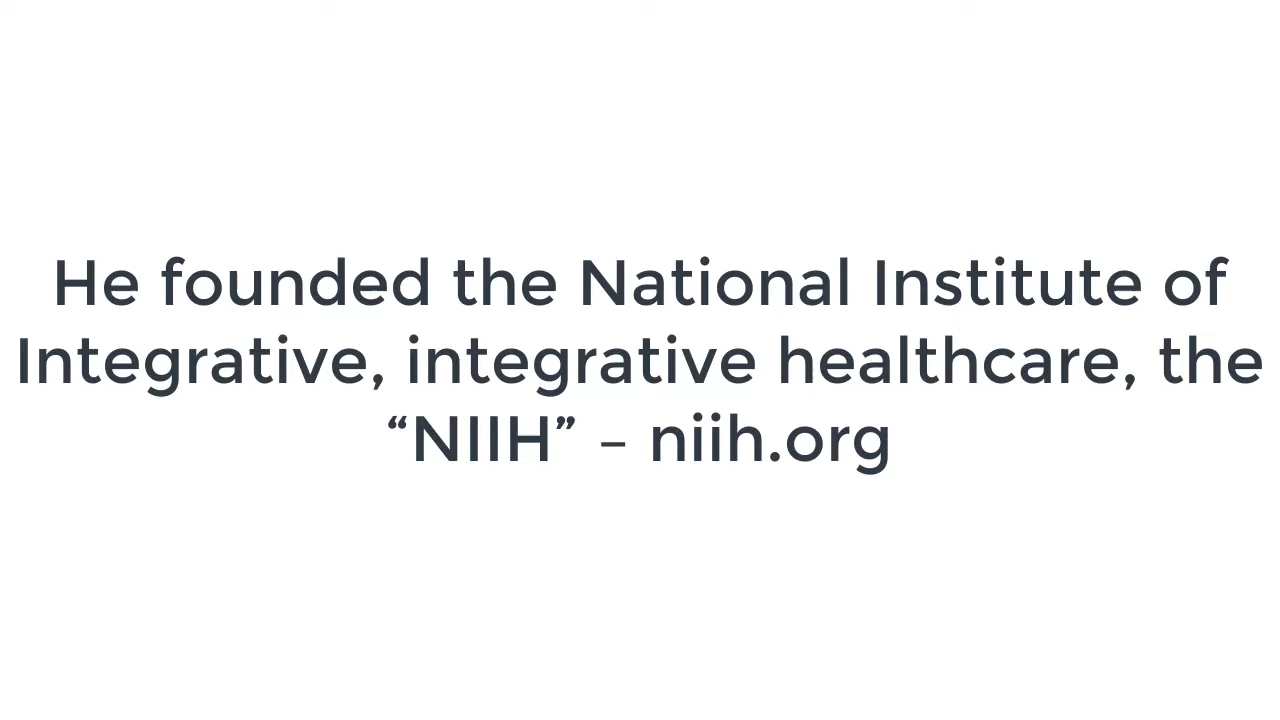 He founded the National Institute of
Integrative, integrative healthcare, the
“NIIH” – niih.org